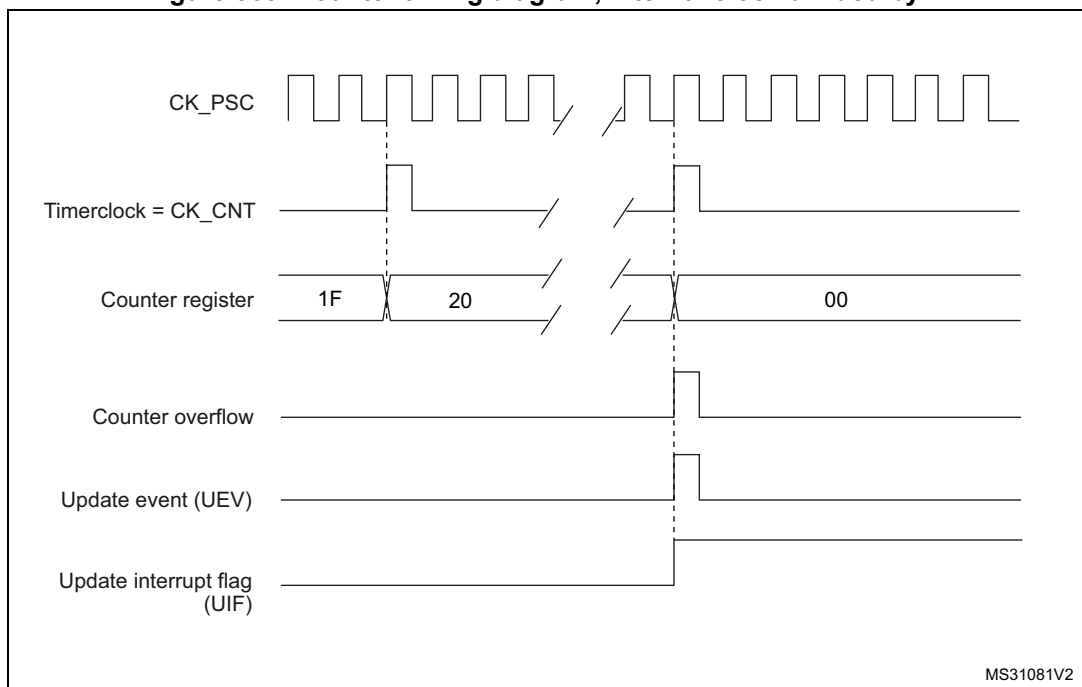 CK_PSC
Timerclock = CK_CNT
Counter register
1F
20
00
Counter overflow
Update event (UEV)
Update interrupt flag
(UIF)
MS31081V2